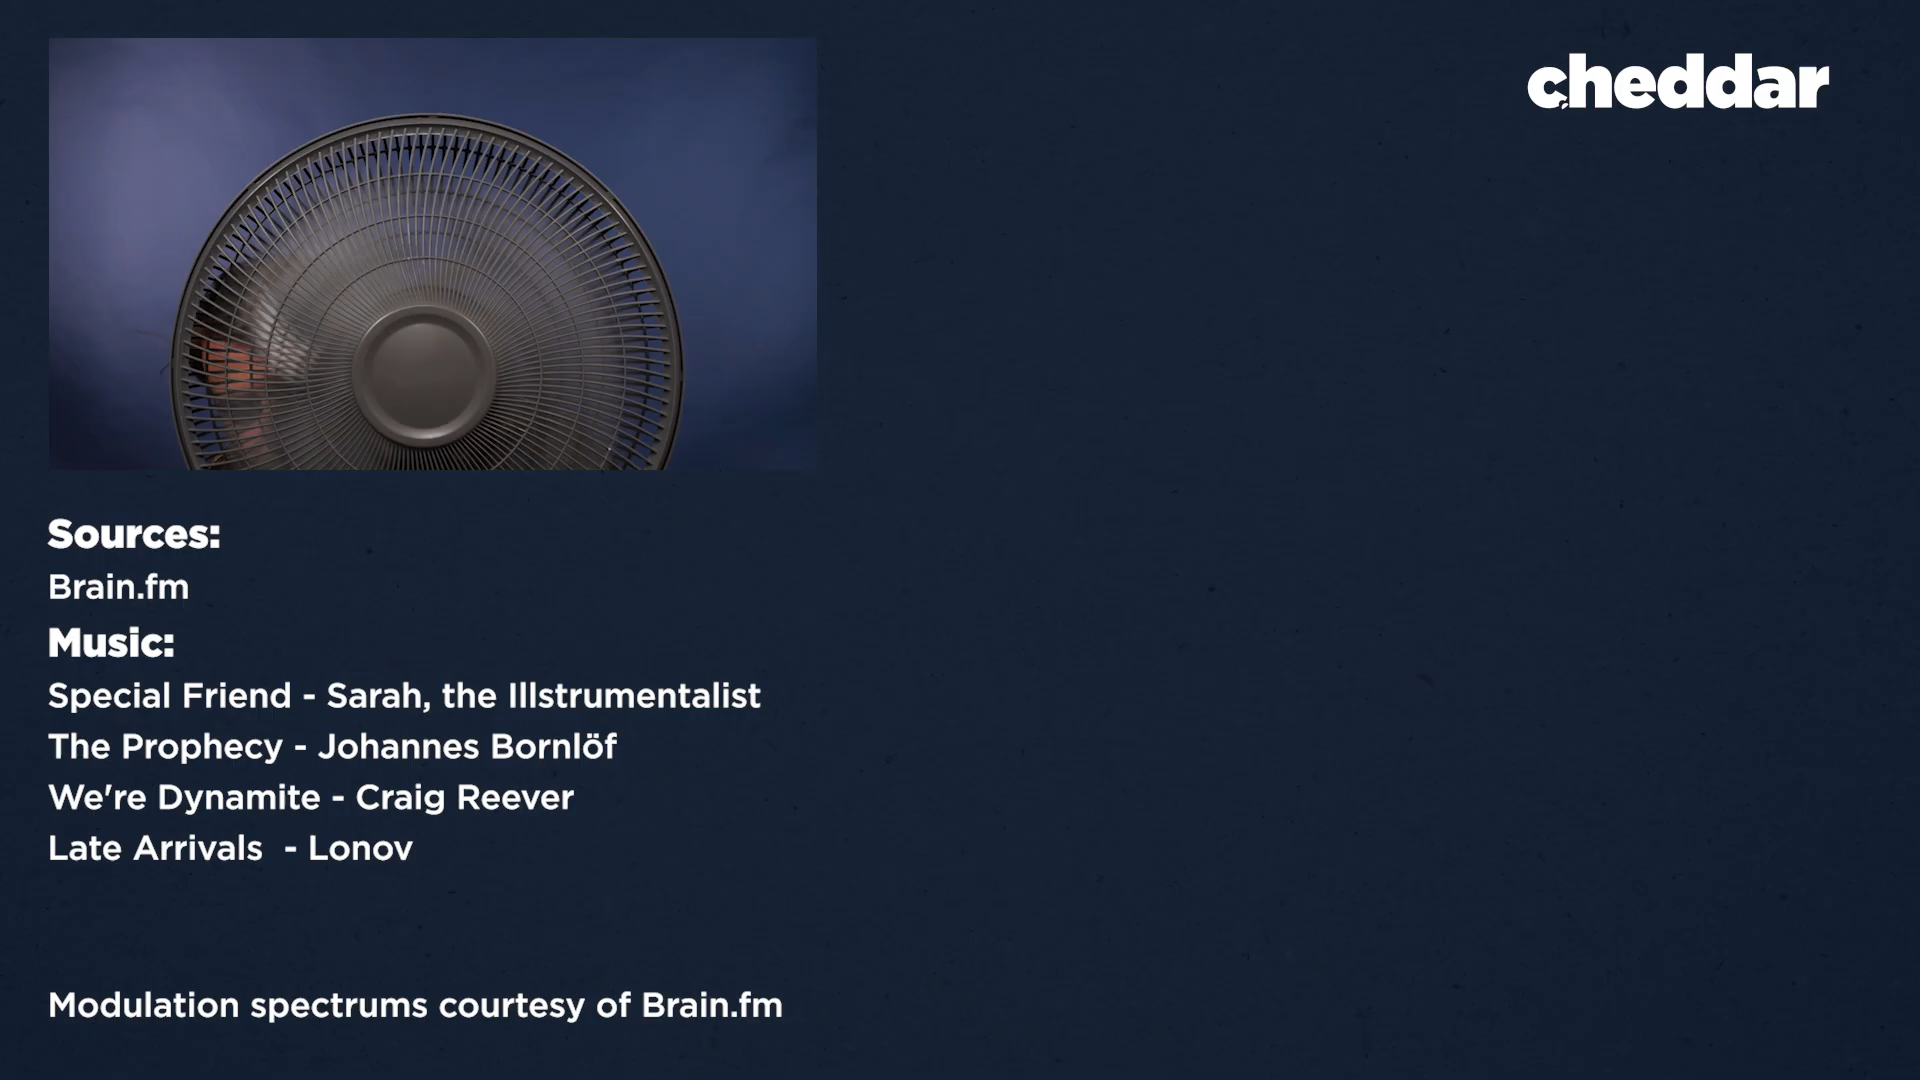 cheddar
Sources:
Brain.fm
Music:
Special Friend - Sarah, the Illstrumentalist
The Prophecy - Johannes Bornlöf
We're Dynamite - Craig Reever
Late Arrivals  - Lonov
Modulation spectrums courtesy of Brain.fm